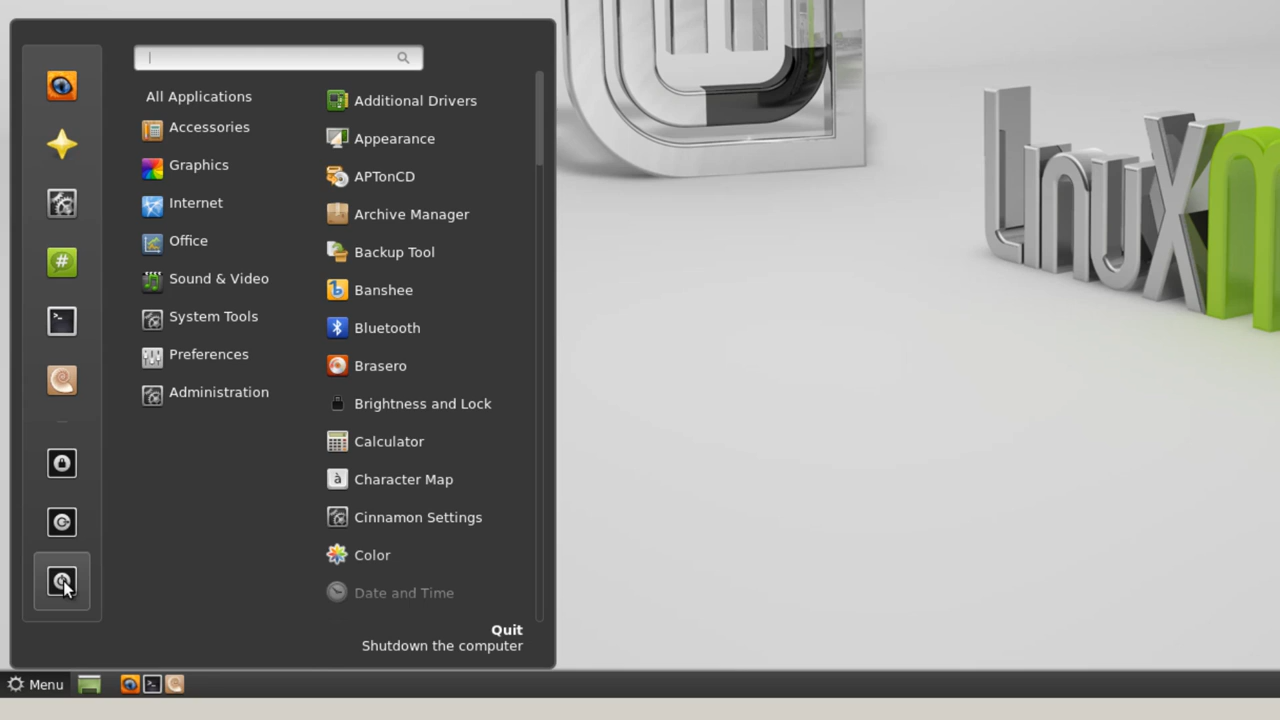 All Applications
Accessories
Graphics
Internet
Office
Sound & Video
System Tools
Preferences
Administration
Additional Drivers
Appearance
APTonCD
Archive Manager
Backup Tool
Banshee
Bluetooth
Brasero
Brightness and Lock
Calculator
Character Map
Cinnamon Settings
Color
Date and Time
Quit
Shutdown the computer
Linuxm
Menu